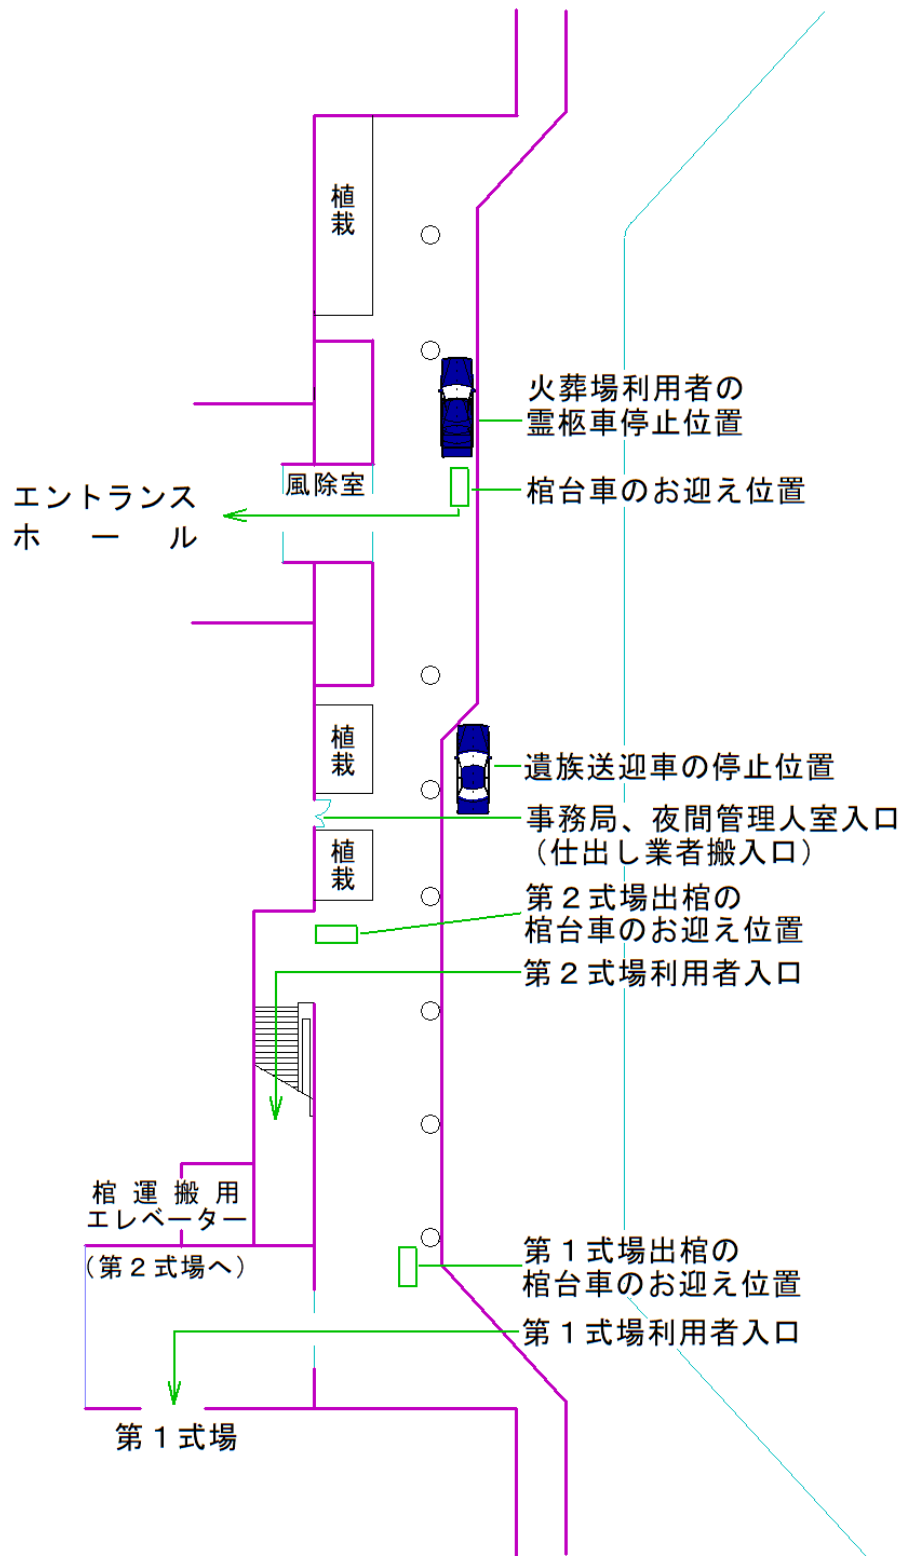 植
栽
火葬場利用者の
霊柩車停止位置
風除室
棺台車のお迎え位置
エントランス
ホール
植
栽
遺族送迎車の停止位置
事務局、夜間管理人室入口
（仕出し業者搬入口）
植
栽
第２式場出棺の
棺台車のお迎え位置
第２式場利用者入口
棺運搬用
エレベーター
（第２式場へ）
第１式場出棺の
棺台車のお迎え位置
第１式場利用者入口
第１式場